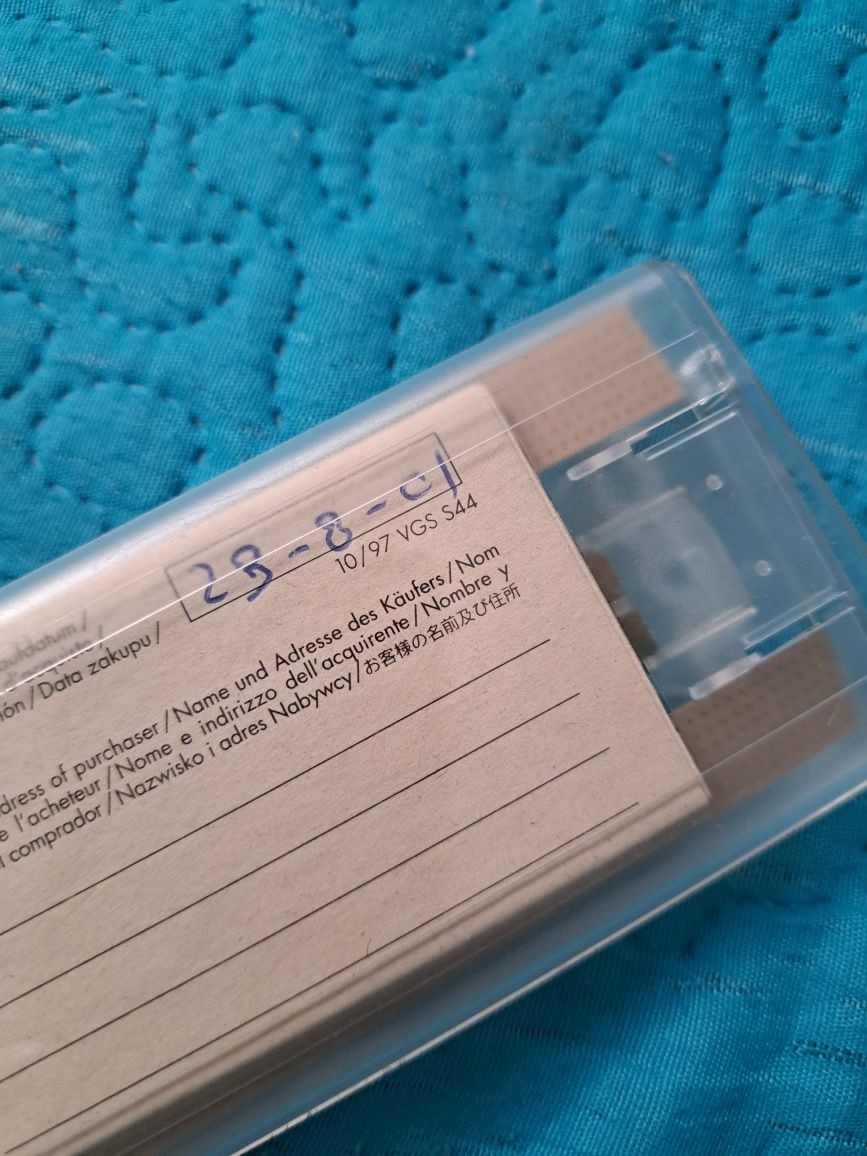 29-8-01
10/97 VGS S44
ión/Data zakupu/
dress of purchaser/Name und Adresse des Käufers/Nom
e l'acheteur/Nome e indirizzo dell'acquirente/Nombre y
l comprador/Nazwisko i adres Nabywcy/お客様の名前及び住所